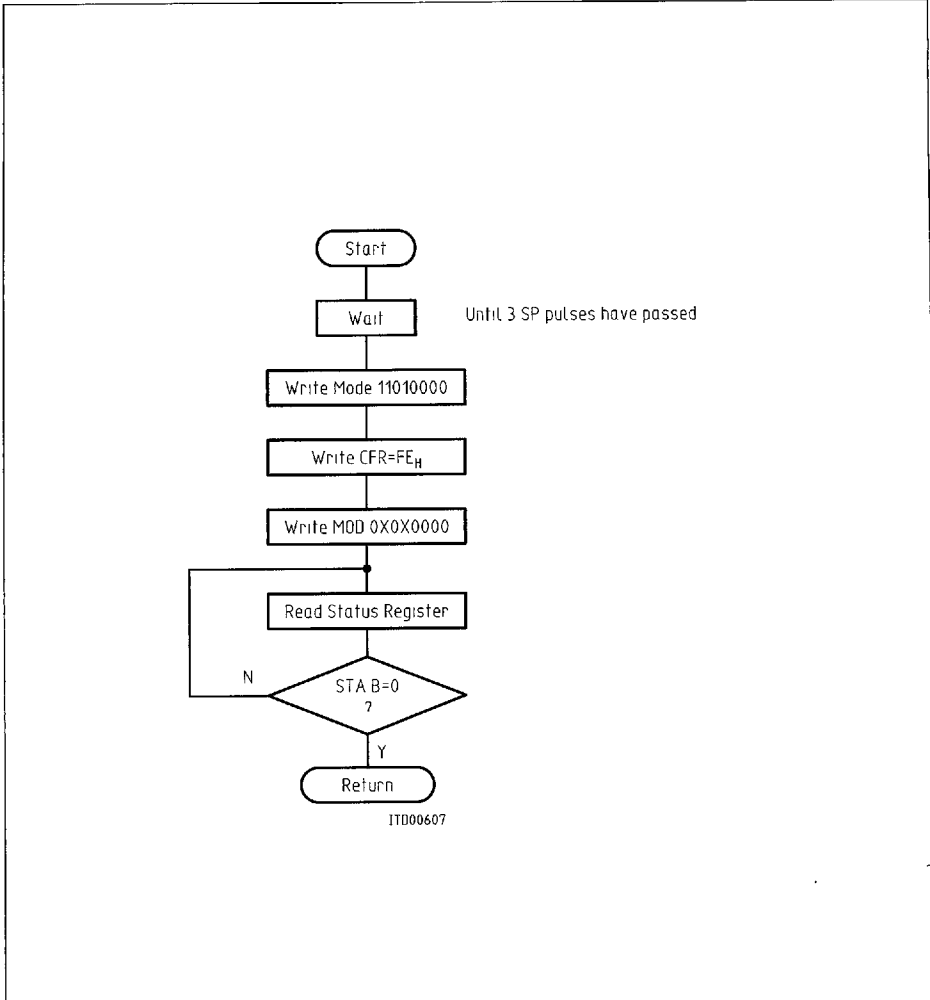 Start
Wait
Until 3 SP pulses have passed
Write Mode 11010000
Write CFR=FEH
Write MOD 0X0X0000
Read Status Register
N
STA B=0
?
Y
Return
ITD00607